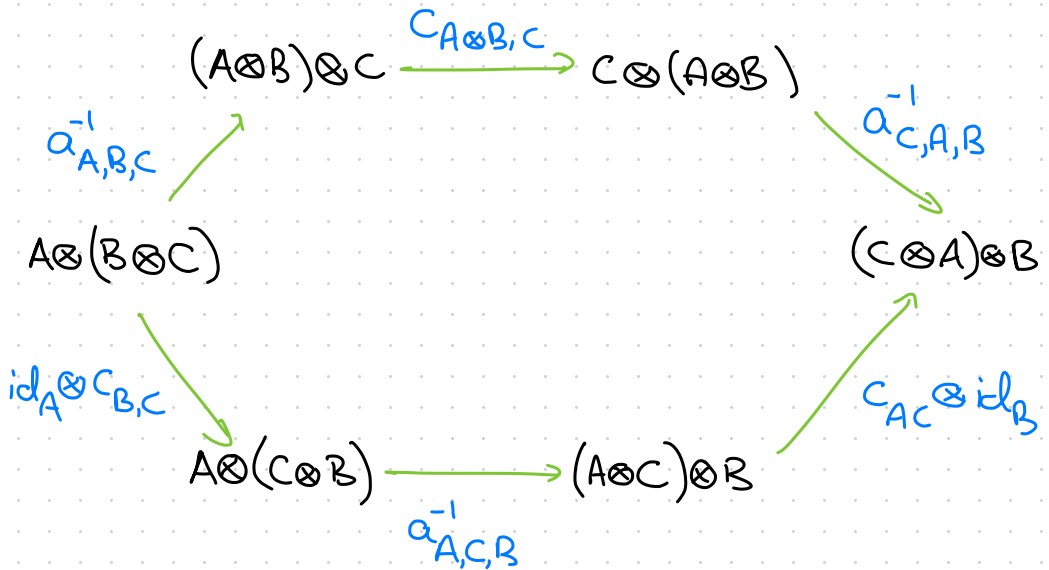 C_{A⊗B,C}
(A⊗B)⊗C
C⊗(A⊗B)
a^{-1}_{A,B,C}
a^{-1}_{C,A,B}
A⊗(B⊗C)
(C⊗A)⊗B
id_A⊗C_{B,C}
C_{AC}⊗id_B
A⊗(C⊗B)
(A⊗C)⊗B
a^{-1}_{A,C,B}